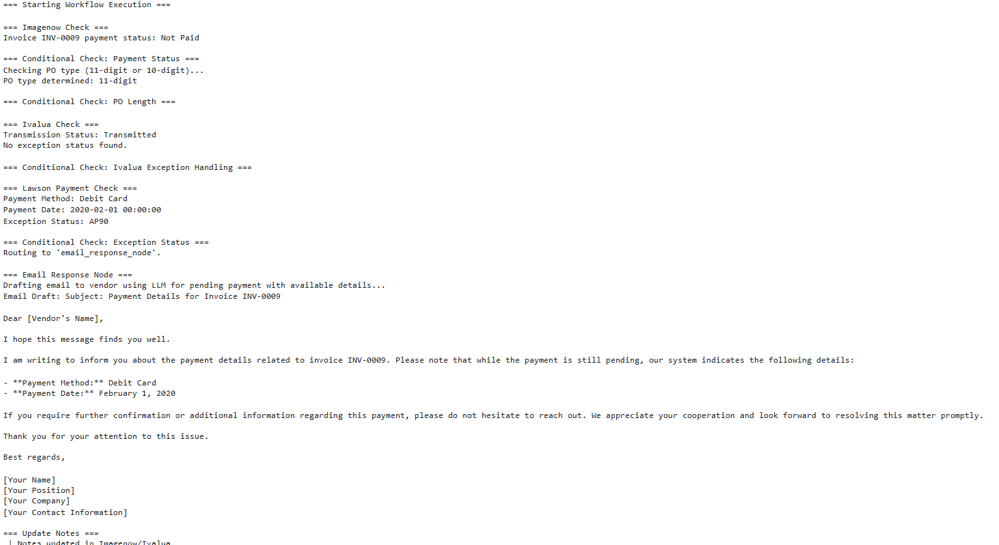 === Starting Workflow Execution ===
=== Imagenow Check ===
Invoice INV-0009 payment status: Not Paid
=== Conditional Check: Payment Status ===
Checking PO type (11-digit or 10-digit)...
PO type determined: 11-digit
=== Conditional Check: PO Length ===
=== Ivalua Check ===
Transmission Status: Transmitted
No exception status found.
=== Conditional Check: Ivalua Exception Handling ===
=== Lawson Payment Check ===
Payment Method: Debit Card
Payment Date: 2020-02-01 00:00:00
Exception Status: AP90
=== Conditional Check: Exception Status ===
Routing to 'email_response_node'.
=== Email Response Node ===
Drafting email to vendor using LLM for pending payment with available details...
Email Draft: Subject: Payment Details for Invoice INV-0009
Dear [Vendor's Name],
I hope this message finds you well.
I am writing to inform you about the payment details related to invoice INV-0009. Please note that while the payment is still pending, our system indicates the following details:
- **Payment Method:** Debit Card
- **Payment Date:** February 1, 2020
If you require further confirmation or additional information regarding this payment, please do not hesitate to reach out. We appreciate your cooperation and look forward to resolving this matter promptly.
Thank you for your attention to this issue.
Best regards,
[Your Name]
[Your Position]
[Your Company]
[Your Contact Information]
=== Update Notes ===
| Notes updated in Imagenow/Ivalua